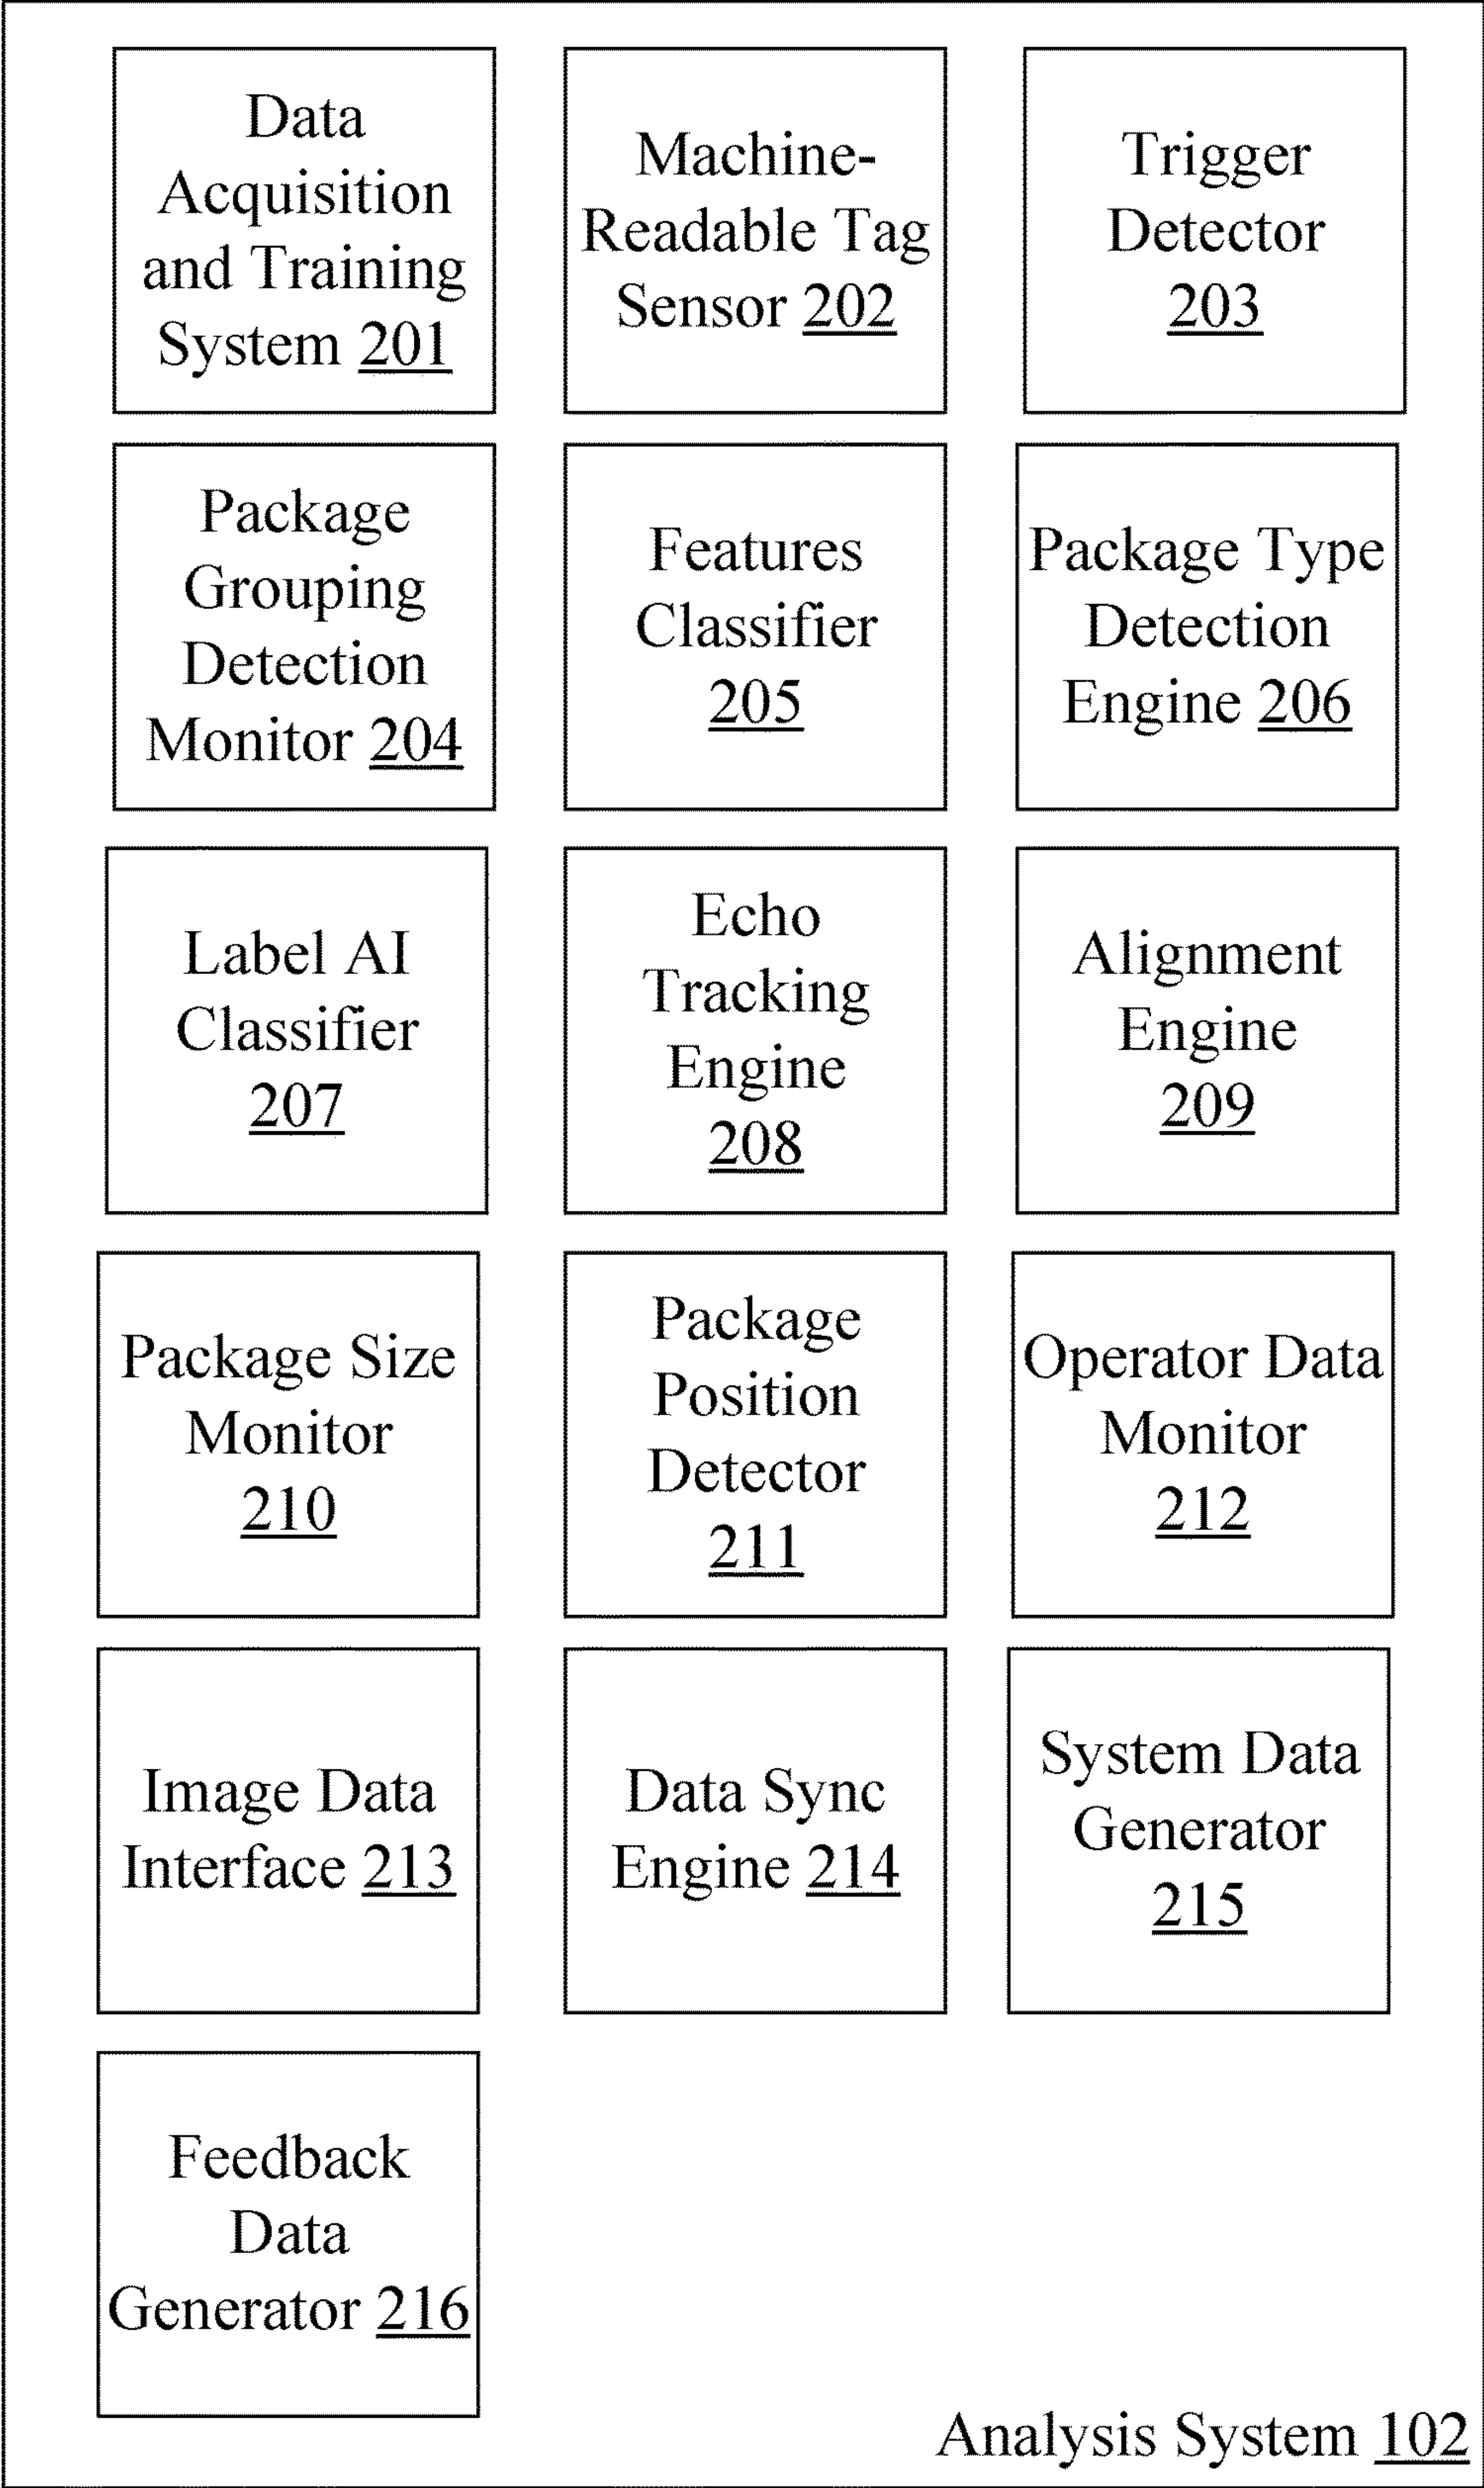 Data
Acquisition
and Training
System 201
Machine-
Readable Tag
Sensor 202
Trigger
Detector
203
Package
Grouping
Detection
Monitor 204
Features
Classifier
205
Package Type
Detection
Engine 206
Label AI
Classifier
207
Echo
Tracking
Engine
208
Alignment
Engine
209
Package Size
Monitor
210
Package
Position
Detector
211
Operator Data
Monitor
212
Image Data
Interface 213
Data Sync
Engine 214
System Data
Generator
215
Feedback
Data
Generator 216
Analysis System 102